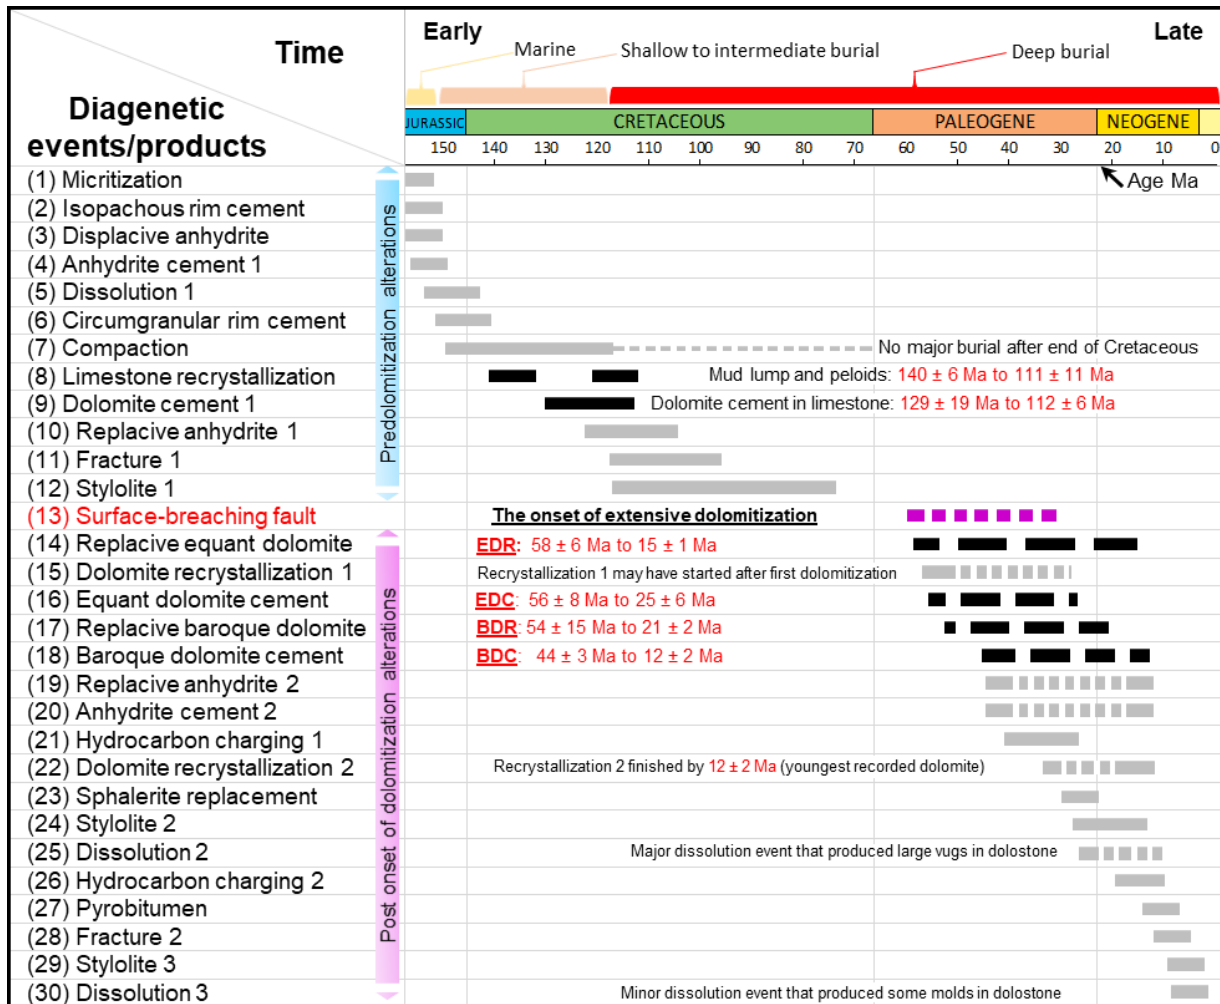 Time
Early
Late
Marine
Shallow to intermediate burial
Deep burial
Diagenetic
events/products
JURASSIC
CRETACEOUS
PALEOGENE
NEOGENE
150 140 130 120 110 100 90 80 70 60 50 40 30 20 10 0
Age Ma
Predolomitization alterations
(1) Micritization
(2) Isopachous rim cement
(3) Displacive anhydrite
(4) Anhydrite cement 1
(5) Dissolution 1
(6) Circumgranular rim cement
(7) Compaction No major burial after end of Cretaceous
(8) Limestone recrystallization Mud lump and peloids: 140 ± 6 Ma to 111 ± 11 Ma
(9) Dolomite cement 1 Dolomite cement in limestone: 129 ± 19 Ma to 112 ± 6 Ma
(10) Replacive anhydrite 1
(11) Fracture 1
(12) Stylolite 1
(13) Surface-breaching fault The onset of extensive dolomitization
Post onset of dolomitization alterations
(14) Replacive equant dolomite EDR: 58 ± 6 Ma to 15 ± 1 Ma
(15) Dolomite recrystallization 1 Recrystallization 1 may have started after first dolomitization
(16) Equant dolomite cement EDC: 56 ± 8 Ma to 25 ± 6 Ma
(17) Replacive baroque dolomite BDR: 54 ± 15 Ma to 21 ± 2 Ma
(18) Baroque dolomite cement BDC: 44 ± 3 Ma to 12 ± 2 Ma
(19) Replacive anhydrite 2
(20) Anhydrite cement 2
(21) Hydrocarbon charging 1
(22) Dolomite recrystallization 2 Recrystallization 2 finished by 12 ± 2 Ma (youngest recorded dolomite)
(23) Sphalerite replacement
(24) Stylolite 2
(25) Dissolution 2 Major dissolution event that produced large vugs in dolostone
(26) Hydrocarbon charging 2
(27) Pyrobitumen
(28) Fracture 2
(29) Stylolite 3
(30) Dissolution 3 Minor dissolution event that produced some molds in dolostone